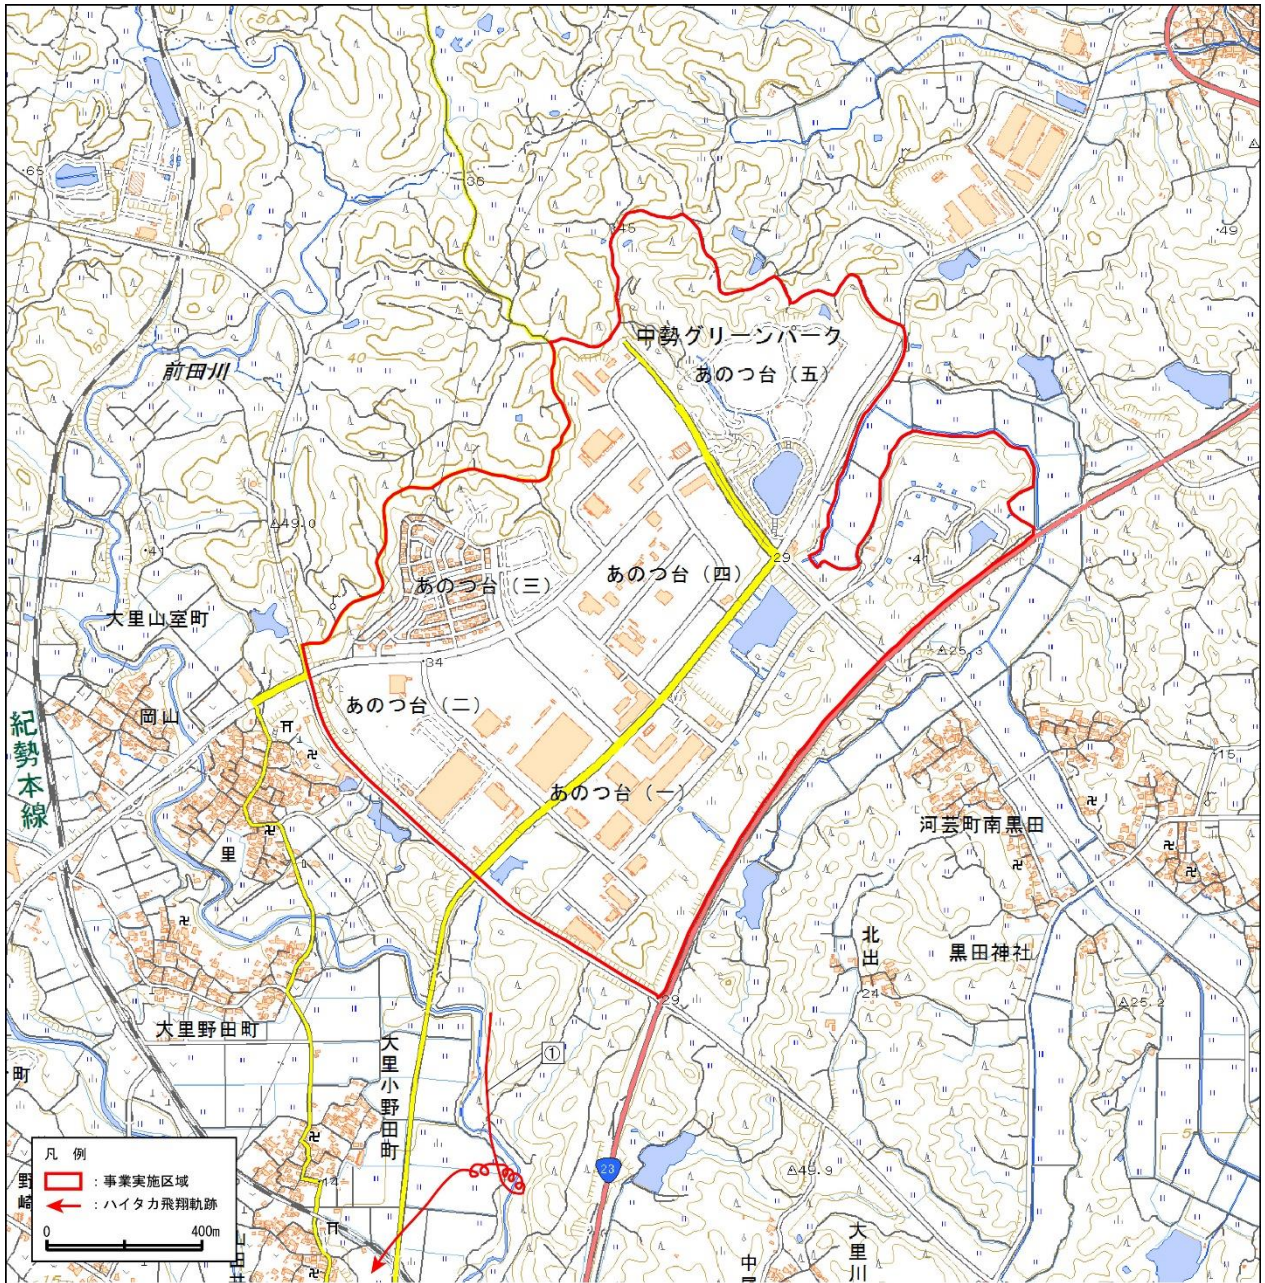 50
35
65
45
49
40
中勢グリーンパーク
あのつ台（五）
60
前田川
40
49.0
41
大里山室町
あのつ台（三）
あのつ台（四）
29
41
34
25.3
紀勢本線
岡山
あのつ台（二）
15
あのつ台（一）
河芸町南黒田
里
北出
黒田神社
29
24
25.2
大里野田町
①
大里小野田町
町
凡 例
：事業実施区域
：ハイタカ飛翔軌跡
0 400m
野崎
14
23
49.9
大里川
15